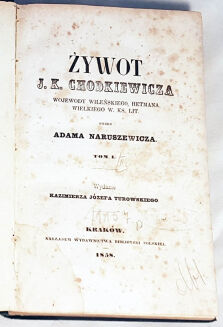 ŻYWOT
J. K. CHODKIEWICZA
WOJEWODY WILEŃSKIEGO, HETMANA
WIELKIEGO W. KS. LIT.
PRZEZ
ADAMA NARUSZEWICZA.
TOM I.
Wydanie
KAZIMIERZA JÓZEFA TUROWSKIEGO
KRAKÓW.
NAKŁADEM WYDAWNICTWA BIBLIOTEKI POLSKIEJ.
1858.